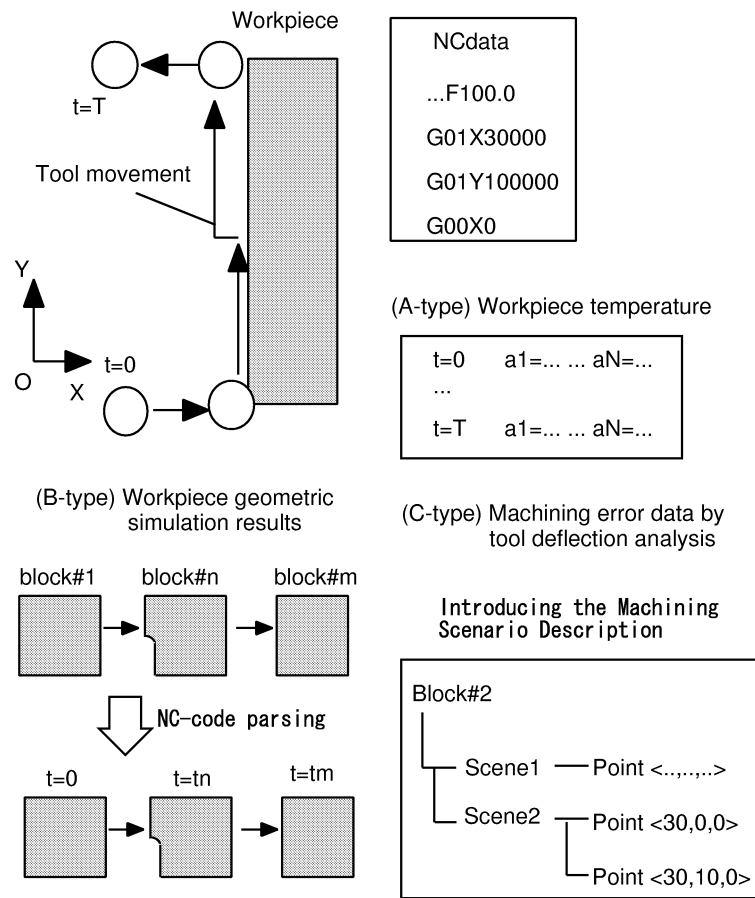 Workpiece
t=T
Tool movement
Y
t=0
O
X
NCdata
...F100.0
G01X30000
G01Y100000
G00X0
(A-type) Workpiece temperature
t=0 a1=... ... aN=...
...
t=T a1=... ... aN=...
(B-type) Workpiece geometric
simulation results
block#1 block#n block#m
NC-code parsing
t=0 t=tn t=tm
(C-type) Machining error data by
tool deflection analysis
Introducing the Machining
Scenario Description
Block#2
Scene1 Point <..,..,..>
Scene2 Point <30,0,0>
Point <30,10,0>